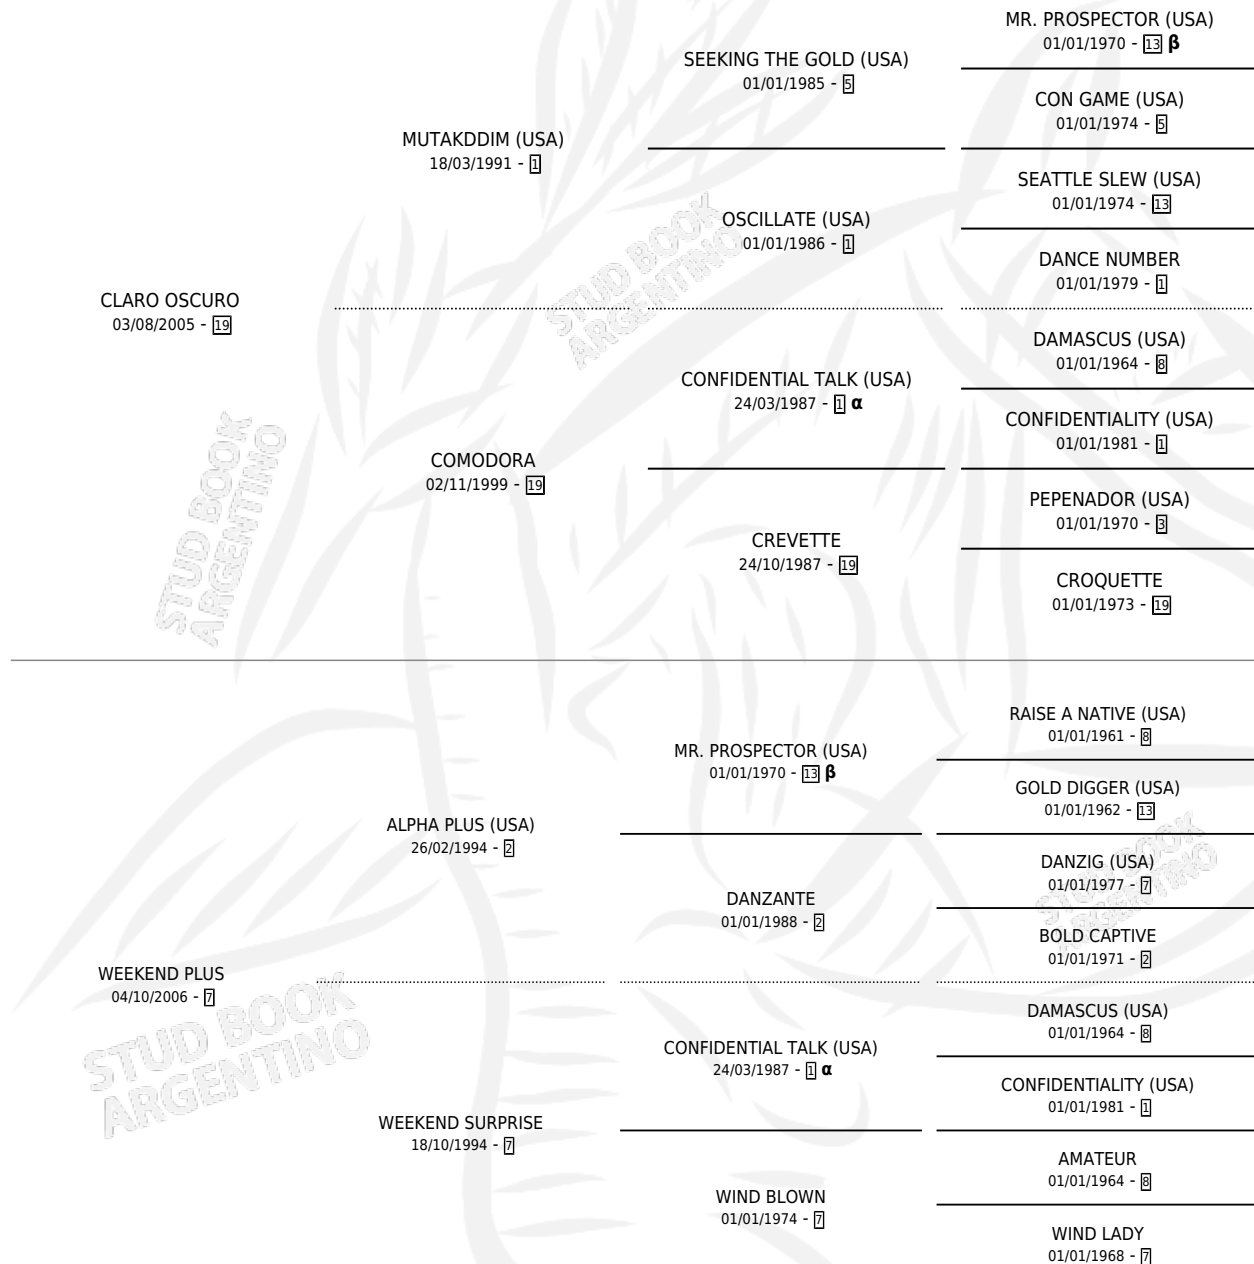 MR. PROSPECTOR (USA)
01/01/1970 - 13 β
SEEKING THE GOLD (USA)
01/01/1985 - 5
CON GAME (USA)
01/01/1974 - 5
MUTAKDDIM (USA)
18/03/1991 - 1
SEATTLE SLEW (USA)
01/01/1974 - 13
OSCILLATE (USA)
01/01/1986 - 1
DANCE NUMBER
01/01/1979 - 1
CLARO OSCURO
03/08/2005 - 19
DAMASCUS (USA)
01/01/1964 - 8
CONFIDENTIAL TALK (USA)
24/03/1987 - 1 α
CONFIDENTIALITY (USA)
01/01/1981 - 1
COMODORA
02/11/1999 - 19
PEPENADOR (USA)
01/01/1970 - 3
CREVETTE
24/10/1987 - 19
CROQUETTE
01/01/1973 - 19
STUD BOOK
ARGENTINO
STUD BOOK
ARGENTINO
RAISE A NATIVE (USA)
01/01/1961 - 8
MR. PROSPECTOR (USA)
01/01/1970 - 13 β
GOLD DIGGER (USA)
01/01/1962 - 13
ALPHA PLUS (USA)
26/02/1994 - 2
DANZIG (USA)
01/01/1977 - 7
DANZANTE
01/01/1988 - 2
BOLD CAPTIVE
01/01/1971 - 2
WEEKEND PLUS
04/10/2006 - 7
DAMASCUS (USA)
01/01/1964 - 8
CONFIDENTIAL TALK (USA)
24/03/1987 - 1 α
CONFIDENTIALITY (USA)
01/01/1981 - 1
WEEKEND SURPRISE
18/10/1994 - 7
AMATEUR
01/01/1964 - 8
WIND BLOWN
01/01/1974 - 7
WIND LADY
01/01/1968 - 7
STUD BOOK
ARGENTINO
STUD BOOK
ARGENTINO